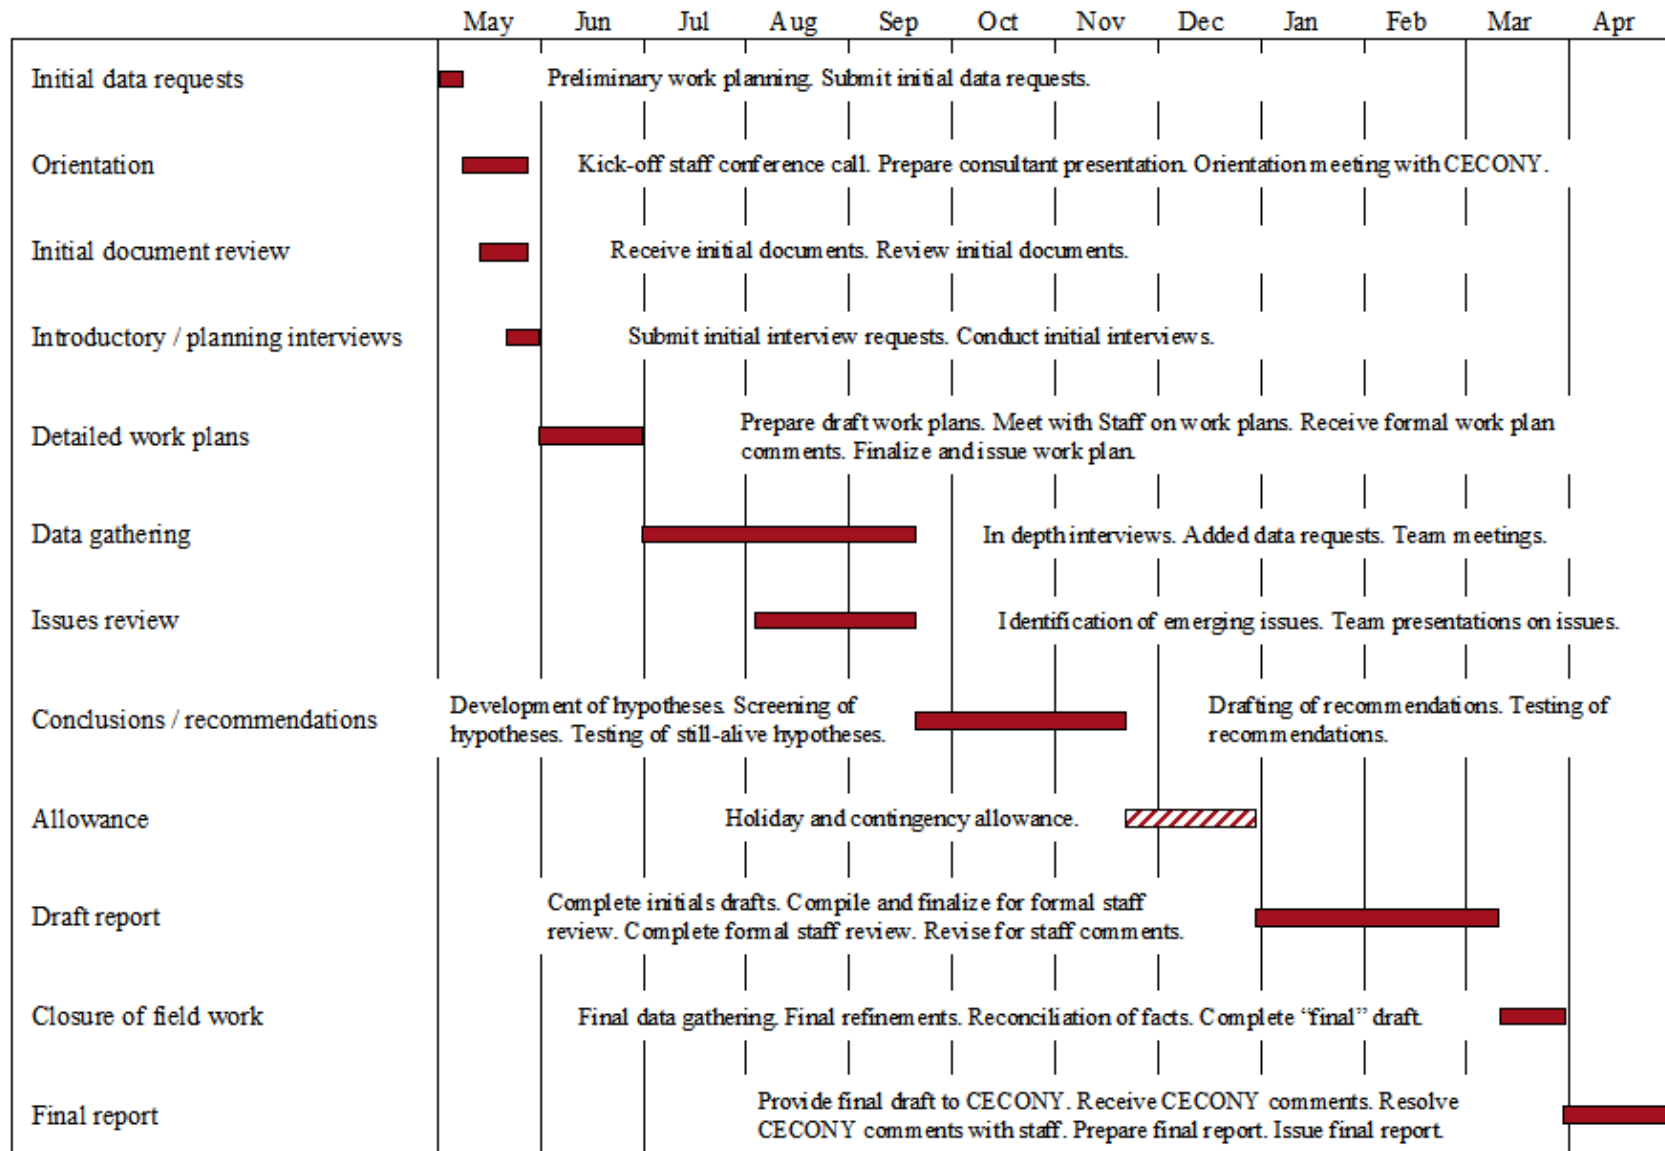 May Jun Jul Aug Sep Oct Nov Dec Jan Feb Mar Apr
Initial data requests
Preliminary work planning. Submit initial data requests.
Orientation
Kick-off staff conference call. Prepare consultant presentation. Orientation meeting with CECONY.
Initial document review
Receive initial documents. Review initial documents.
Introductory / planning interviews
Submit initial interview requests. Conduct initial interviews.
Detailed work plans
Prepare draft work plans. Meet with Staff on work plans. Receive formal work plan
comments. Finalize and issue work plan.
Data gathering
In depth interviews. Added data requests. Team meetings.
Issues review
Identification of emerging issues. Team presentations on issues.
Conclusions / recommendations
Development of hypotheses. Screening of
hypotheses. Testing of still-alive hypotheses.
Drafting of recommendations. Testing of
recommendations.
Allowance
Holiday and contingency allowance.
Draft report
Complete initials drafts. Compile and finalize for formal staff
review. Complete formal staff review. Revise for staff comments.
Closure of field work
Final data gathering. Final refinements. Reconciliation of facts. Complete “final” draft.
Final report
Provide final draft to CECONY. Receive CECONY comments. Resolve
CECONY comments with staff. Prepare final report. Issue final report.